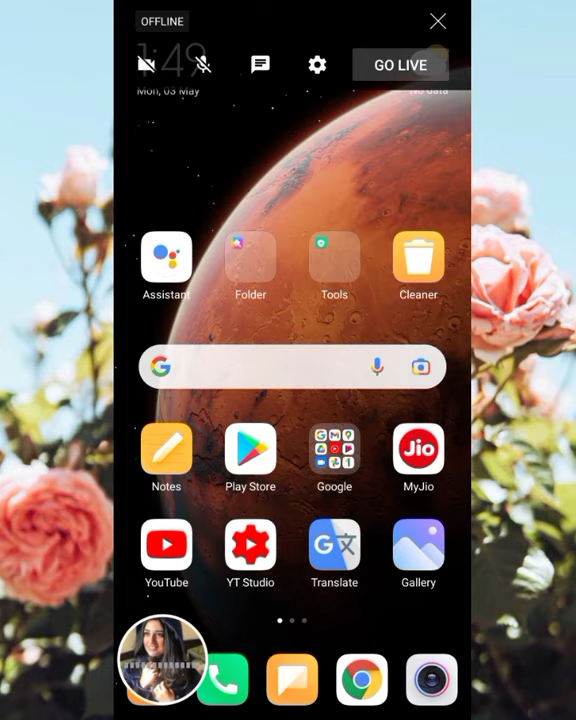 OFFLINE
1:49
GO LIVE
Mon, 03 May
No data
Assistant
Folder
Tools
Cleaner
Jio
Notes
Play Store
Google
MyJio
YouTube
YT Studio
Translate
Gallery